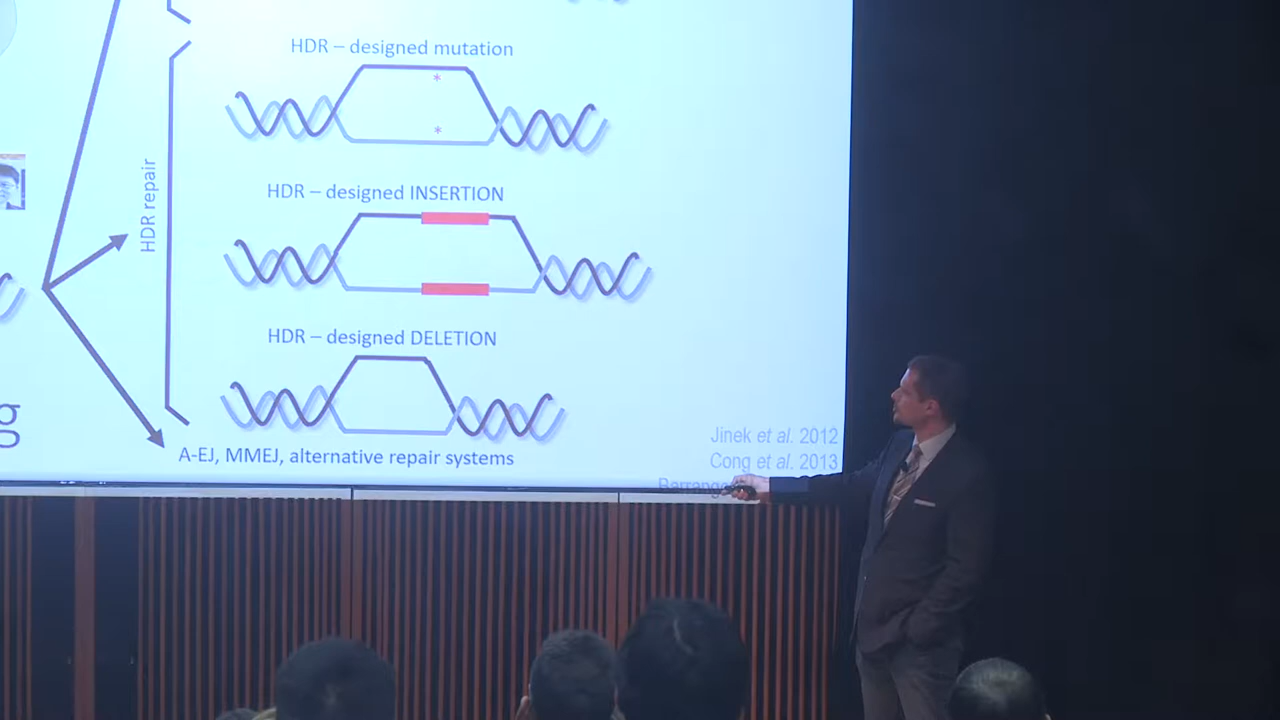 HDR – designed mutation
*
*
HDR repair
HDR – designed INSERTION
HDR – designed DELETION
g
A-EJ, MMEJ, alternative repair systems
Jinek et al. 2012
Cong et al. 2013